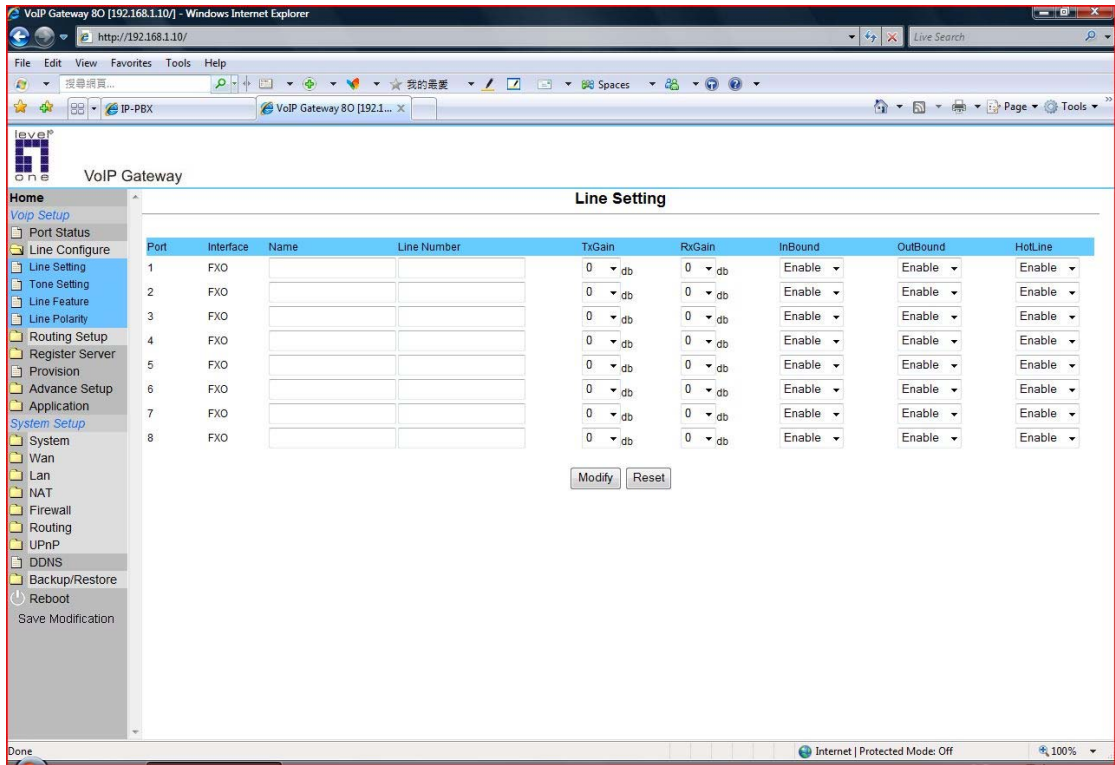 VoIP Gateway 8O [192.168.1.10/] - Windows Internet Explorer
http://192.168.1.10/
Live Search
File Edit View Favorites Tools Help
搜尋網頁...
我的最愛
Spaces
IP-PBX
VoIP Gateway 8O [192.1...
Page
Tools
level one
VoIP Gateway
Home
Voip Setup
Port Status
Line Configure
Line Setting
Tone Setting
Line Feature
Line Polarity
Routing Setup
Register Server
Provision
Advance Setup
Application
System Setup
System
Wan
Lan
NAT
Firewall
Routing
UPnP
DDNS
Backup/Restore
Reboot
Save Modification
Line Setting
Port Interface Name Line Number TxGain RxGain InBound OutBound HotLine
1 FXO 0 db 0 db Enable Enable Enable
2 FXO 0 db 0 db Enable Enable Enable
3 FXO 0 db 0 db Enable Enable Enable
4 FXO 0 db 0 db Enable Enable Enable
5 FXO 0 db 0 db Enable Enable Enable
6 FXO 0 db 0 db Enable Enable Enable
7 FXO 0 db 0 db Enable Enable Enable
8 FXO 0 db 0 db Enable Enable Enable
Modify Reset
Done
Internet | Protected Mode: Off
100%